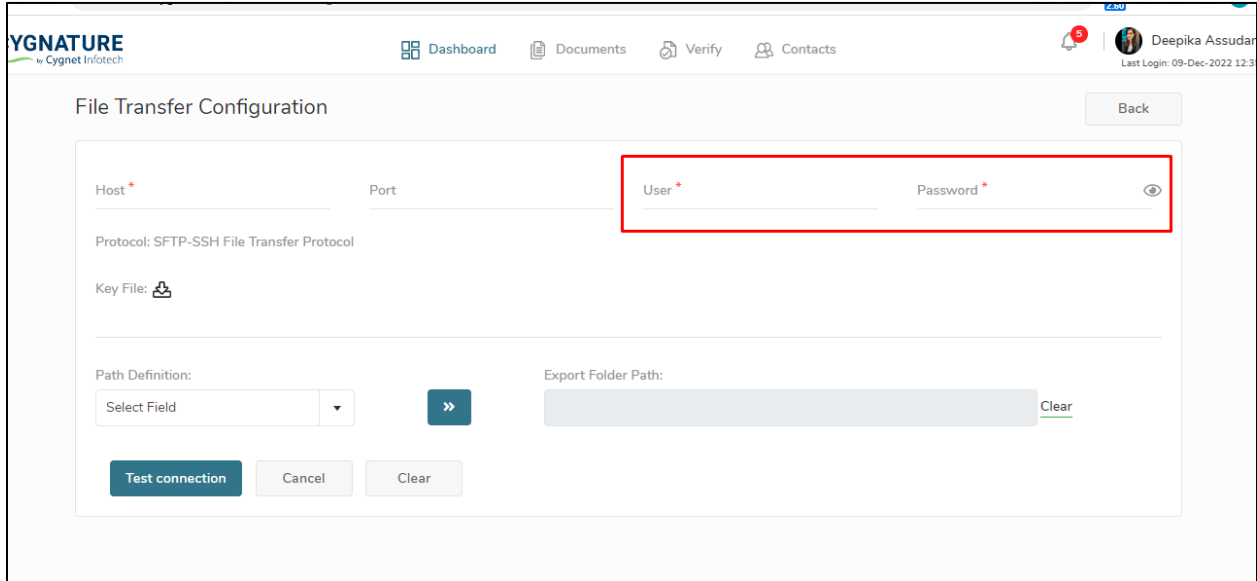 2.60
YGNATURE
by Cygnet Infotech
Dashboard Documents Verify Contacts
5
Deepika Assudan
Last Login: 09-Dec-2022 12:3
File Transfer Configuration
Back
Host * Port User * Password *
Protocol: SFTP-SSH File Transfer Protocol
Key File:
Path Definition: Export Folder Path:
Select Field » Clear
Test connection Cancel Clear